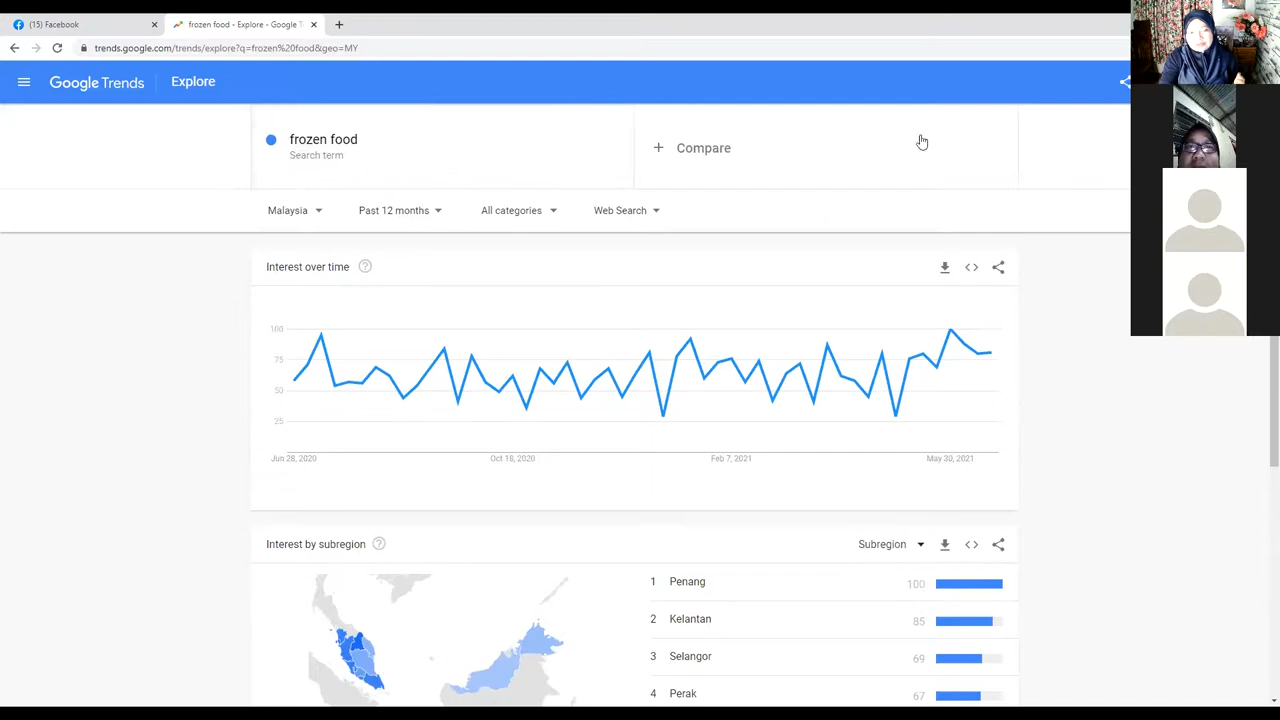 (15) Facebook
frozen food - Explore - Google T
trends.google.com/trends/explore?q=frozen%20food&geo=MY
Google Trends
Explore
frozen food
Search term
+ Compare
Malaysia
Past 12 months
All categories
Web Search
Interest over time
100
75
50
25
Jun 28, 2020
Oct 18, 2020
Feb 7, 2021
May 30, 2021
Interest by subregion
Subregion
1 Penang 100
2 Kelantan 85
3 Selangor 69
4 Perak 67